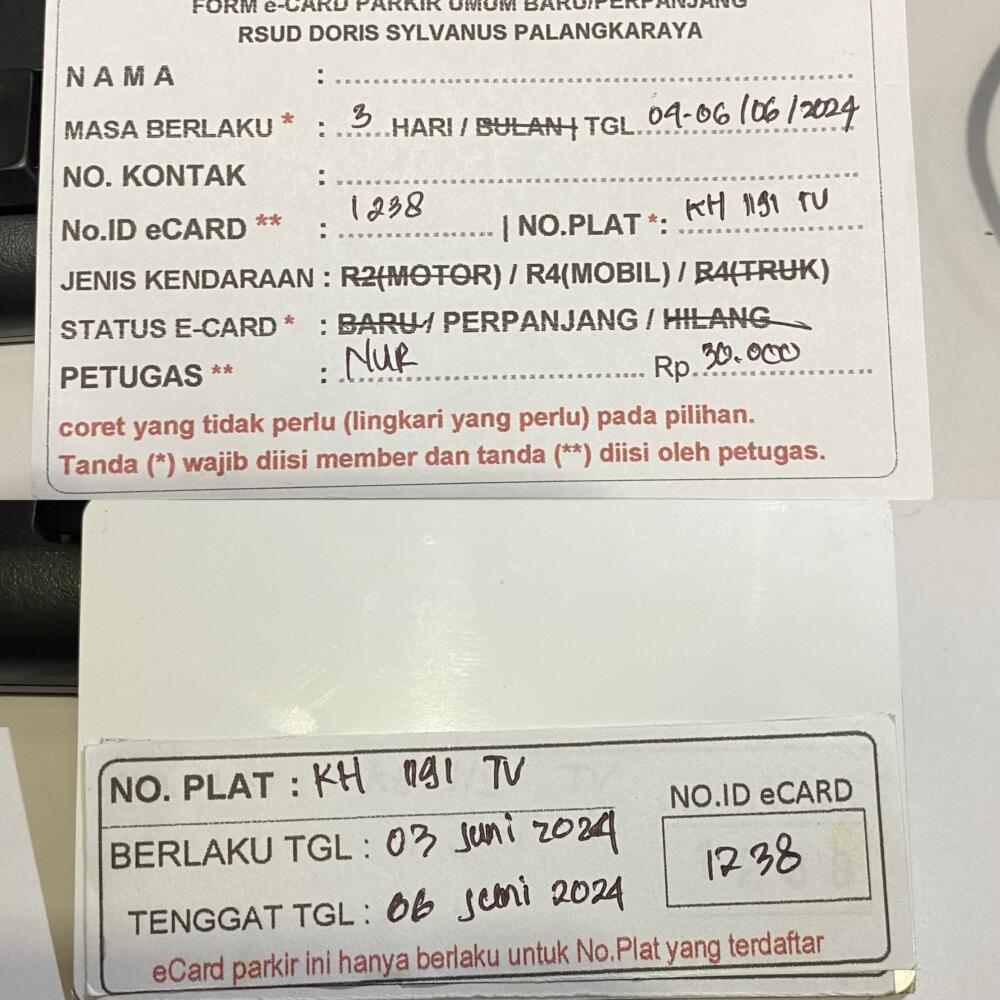 FORM e-CARD PARKIR UMUM BARU/PERPANJANG
RSUD DORIS SYLVANUS PALANGKARAYA
NAMA :
MASA BERLAKU * : 3 HARI / BULAN | TGL 04-06/06/2024
NO. KONTAK :
No.ID eCARD ** : 1238 | NO.PLAT *: KH 1191 TU
JENIS KENDARAAN : R2(MOTOR) / R4(MOBIL) / R4(TRUK)
STATUS E-CARD * : BARU / PERPANJANG / HILANG
PETUGAS ** : NUR Rp. 30.000
coret yang tidak perlu (lingkari yang perlu) pada pilihan.
Tanda (*) wajib diisi member dan tanda (**) diisi oleh petugas.
NO. PLAT : KH 1191 TU
NO.ID eCARD
BERLAKU TGL : 03 Juni 2024
1238
TENGGAT TGL : 06 Juni 2024
eCard parkir ini hanya berlaku untuk No.Plat yang terdaftar